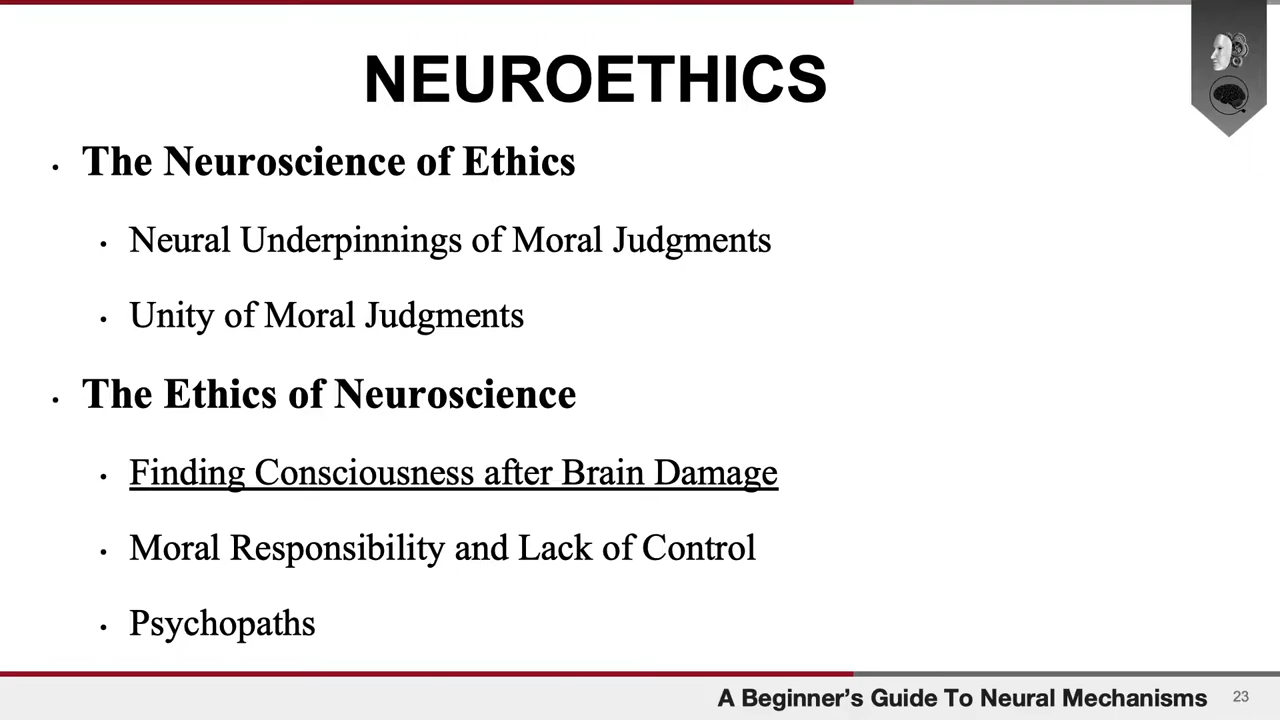 NEUROETHICS
• The Neuroscience of Ethics
• Neural Underpinnings of Moral Judgments
• Unity of Moral Judgments
• The Ethics of Neuroscience
• Finding Consciousness after Brain Damage
• Moral Responsibility and Lack of Control
• Psychopaths
A Beginner’s Guide To Neural Mechanisms 23